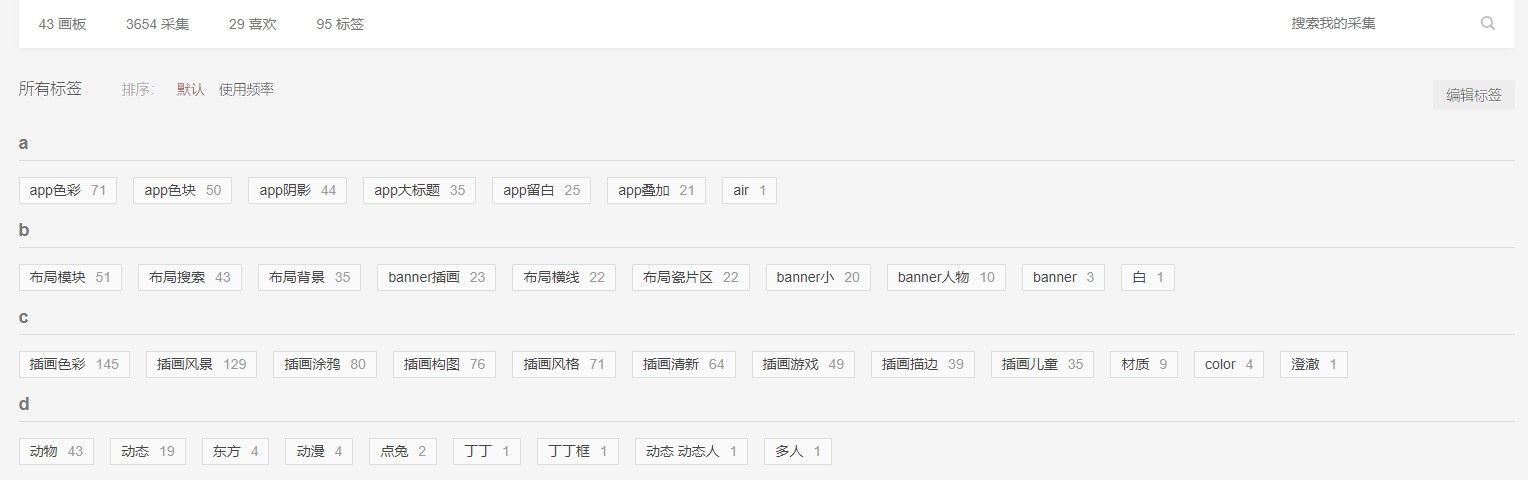 43 画板 3654 采集 29 喜欢 95 标签 搜索我的采集
所有标签 排序： 默认 使用频率 编辑标签
a
app色彩 71 app色块 50 app阴影 44 app大标题 35 app留白 25 app叠加 21 air 1
b
布局模块 51 布局搜索 43 布局背景 35 banner插画 23 布局横线 22 布局瓷片区 22 banner小 20 banner人物 10 banner 3 白 1
c
插画色彩 145 插画风景 129 插画涂鸦 80 插画构图 76 插画风格 71 插画清新 64 插画游戏 49 插画描边 39 插画儿童 35 材质 9 color 4 澄澈 1
d
动物 43 动态 19 东方 4 动漫 4 点兔 2 丁丁 1 丁丁框 1 动态 动态人 1 多人 1